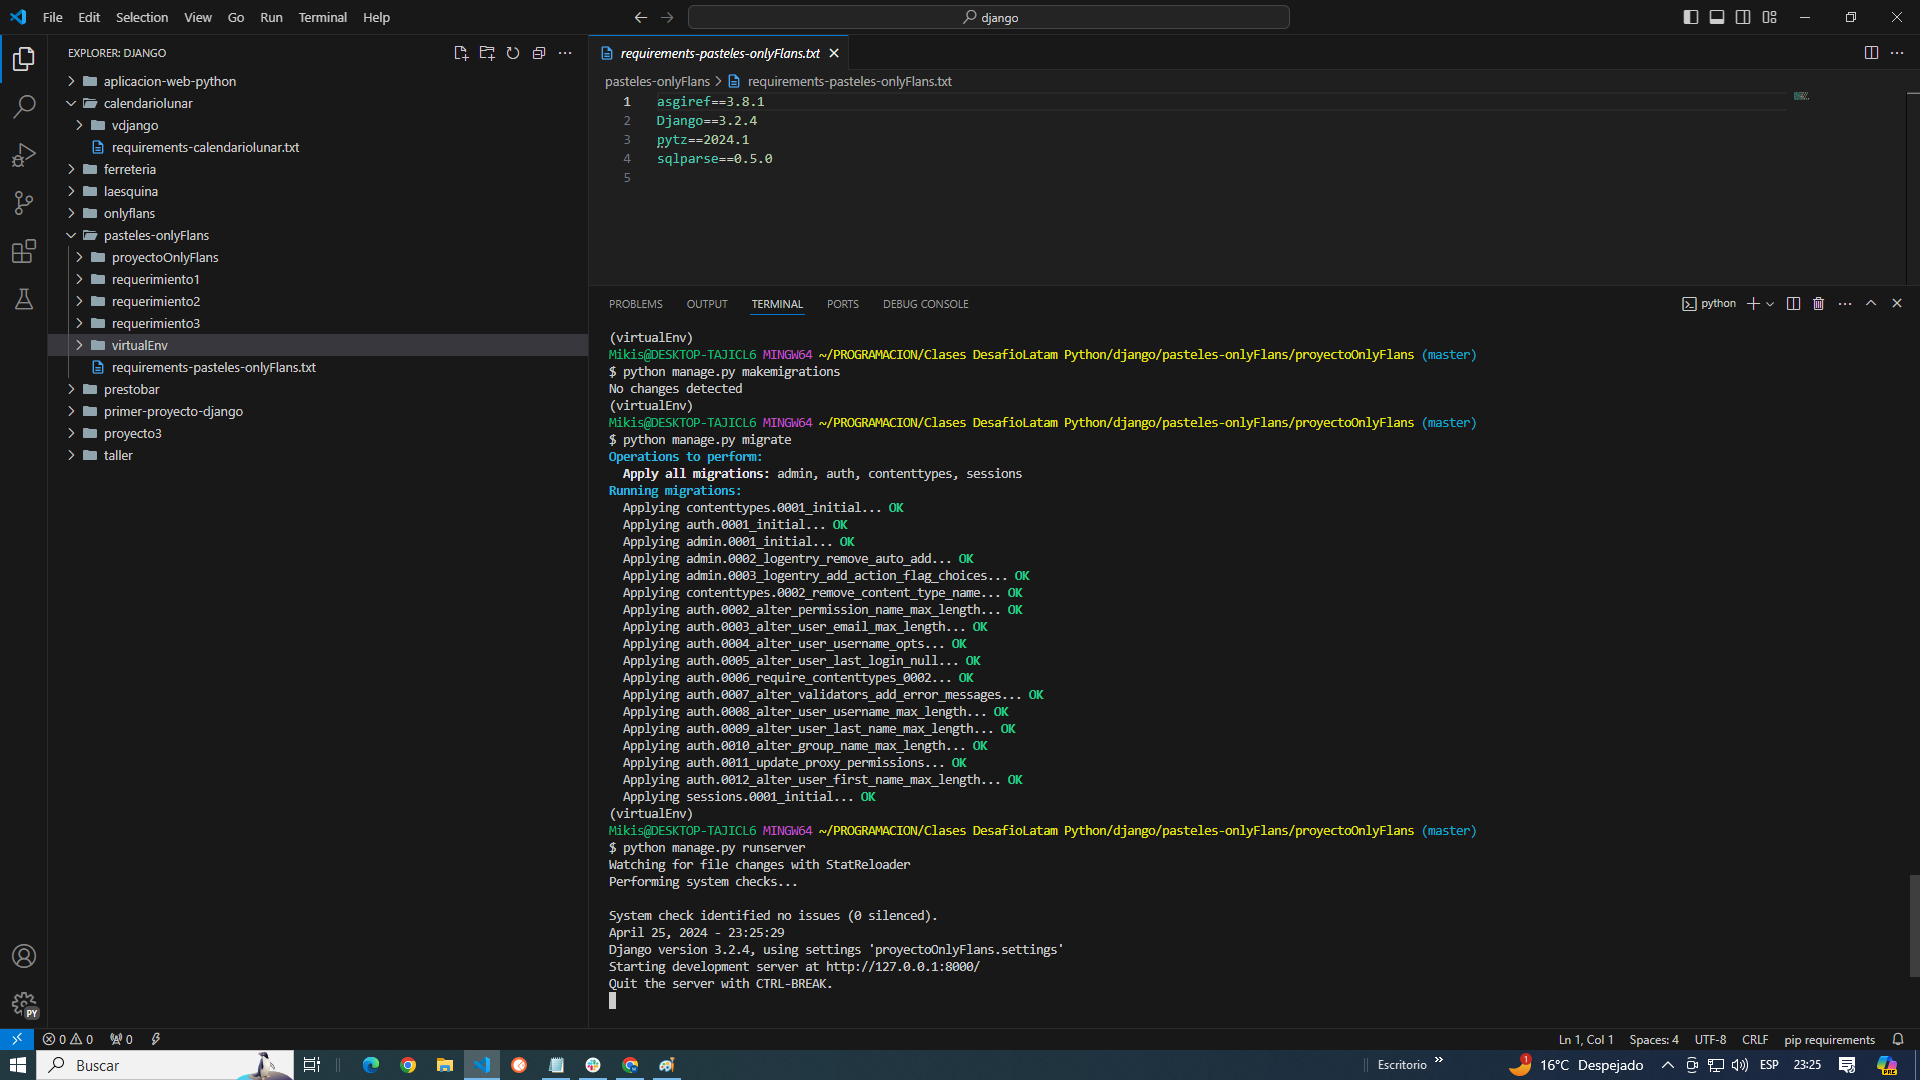 File Edit Selection View Go Run Terminal Help
django
EXPLORER: DJANGO
aplicacion-web-python
calendariolunar
vdjango
requirements-calendariolunar.txt
ferreteria
laesquina
onlyflans
pasteles-onlyFlans
proyectoOnlyFlans
requerimiento1
requerimiento2
requerimiento3
virtualEnv
requirements-pasteles-onlyFlans.txt
prestobar
primer-proyecto-django
proyecto3
taller
requirements-pasteles-onlyFlans.txt
pasteles-onlyFlans > requirements-pasteles-onlyFlans.txt
1 asgiref==3.8.1
2 Django==3.2.4
3 pytz==2024.1
4 sqlparse==0.5.0
5
PROBLEMS OUTPUT TERMINAL PORTS DEBUG CONSOLE
python
(virtualEnv)
Mikis@DESKTOP-TAJICL6 MINGW64 ~/PROGRAMACION/Clases DesafioLatam Python/django/pasteles-onlyFlans/proyectoOnlyFlans (master)
$ python manage.py makemigrations
No changes detected
(virtualEnv)
Mikis@DESKTOP-TAJICL6 MINGW64 ~/PROGRAMACION/Clases DesafioLatam Python/django/pasteles-onlyFlans/proyectoOnlyFlans (master)
$ python manage.py migrate
Operations to perform:
Apply all migrations: admin, auth, contenttypes, sessions
Running migrations:
Applying contenttypes.0001_initial... OK
Applying auth.0001_initial... OK
Applying admin.0001_initial... OK
Applying admin.0002_logentry_remove_auto_add... OK
Applying admin.0003_logentry_add_action_flag_choices... OK
Applying contenttypes.0002_remove_content_type_name... OK
Applying auth.0002_alter_permission_name_max_length... OK
Applying auth.0003_alter_user_email_max_length... OK
Applying auth.0004_alter_user_username_opts... OK
Applying auth.0005_alter_user_last_login_null... OK
Applying auth.0006_require_contenttypes_0002... OK
Applying auth.0007_alter_validators_add_error_messages... OK
Applying auth.0008_alter_user_username_max_length... OK
Applying auth.0009_alter_user_last_name_max_length... OK
Applying auth.0010_alter_group_name_max_length... OK
Applying auth.0011_update_proxy_permissions... OK
Applying auth.0012_alter_user_first_name_max_length... OK
Applying sessions.0001_initial... OK
(virtualEnv)
Mikis@DESKTOP-TAJICL6 MINGW64 ~/PROGRAMACION/Clases DesafioLatam Python/django/pasteles-onlyFlans/proyectoOnlyFlans (master)
$ python manage.py runserver
Watching for file changes with StatReloader
Performing system checks...
System check identified no issues (0 silenced).
April 25, 2024 - 23:25:29
Django version 3.2.4, using settings 'proyectoOnlyFlans.settings'
Starting development server at http://127.0.0.1:8000/
Quit the server with CTRL-BREAK.
PY
0 0 0
Ln 1, Col 1 Spaces: 4 UTF-8 CRLF pip requirements
Buscar
Escritorio
1 16°C Despejado
ESP 23:25
PRE